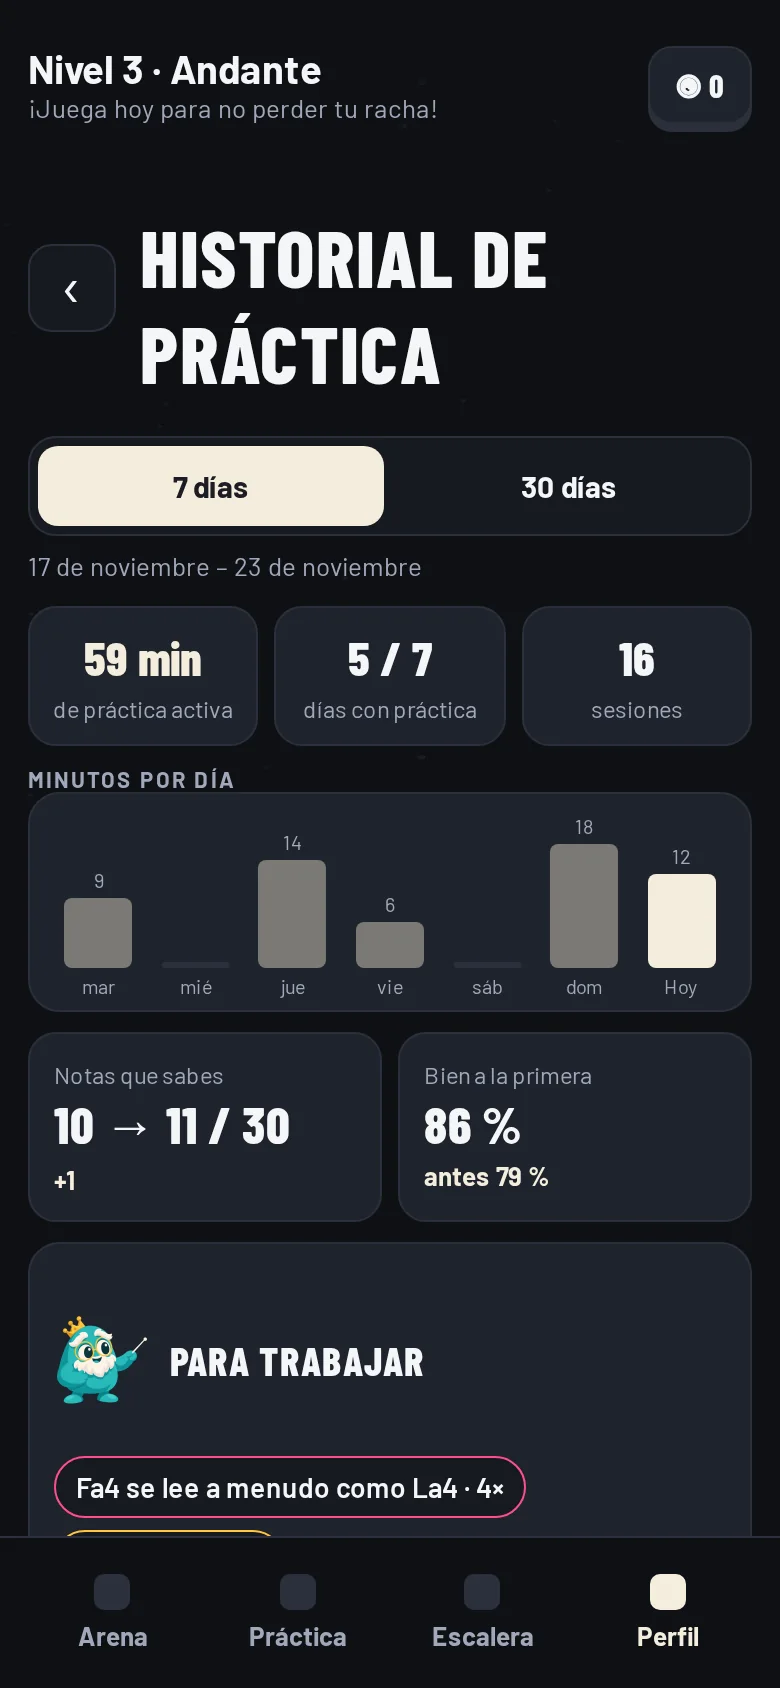 Nivel 3 · Andante
¡Juega hoy para no perder tu racha!
0
‹
HISTORIAL DE
PRÁCTICA
7 días
30 días
17 de noviembre – 23 de noviembre
59 min
de práctica activa
5 / 7
días con práctica
16
sesiones
MINUTOS POR DÍA
9
14
6
18
12
mar
mié
jue
vie
sáb
dom
Hoy
Notas que sabes
10 → 11 / 30
+1
Bien a la primera
86 %
antes 79 %
PARA TRABAJAR
Fa4 se lee a menudo como La4 · 4×
Arena
Práctica
Escalera
Perfil